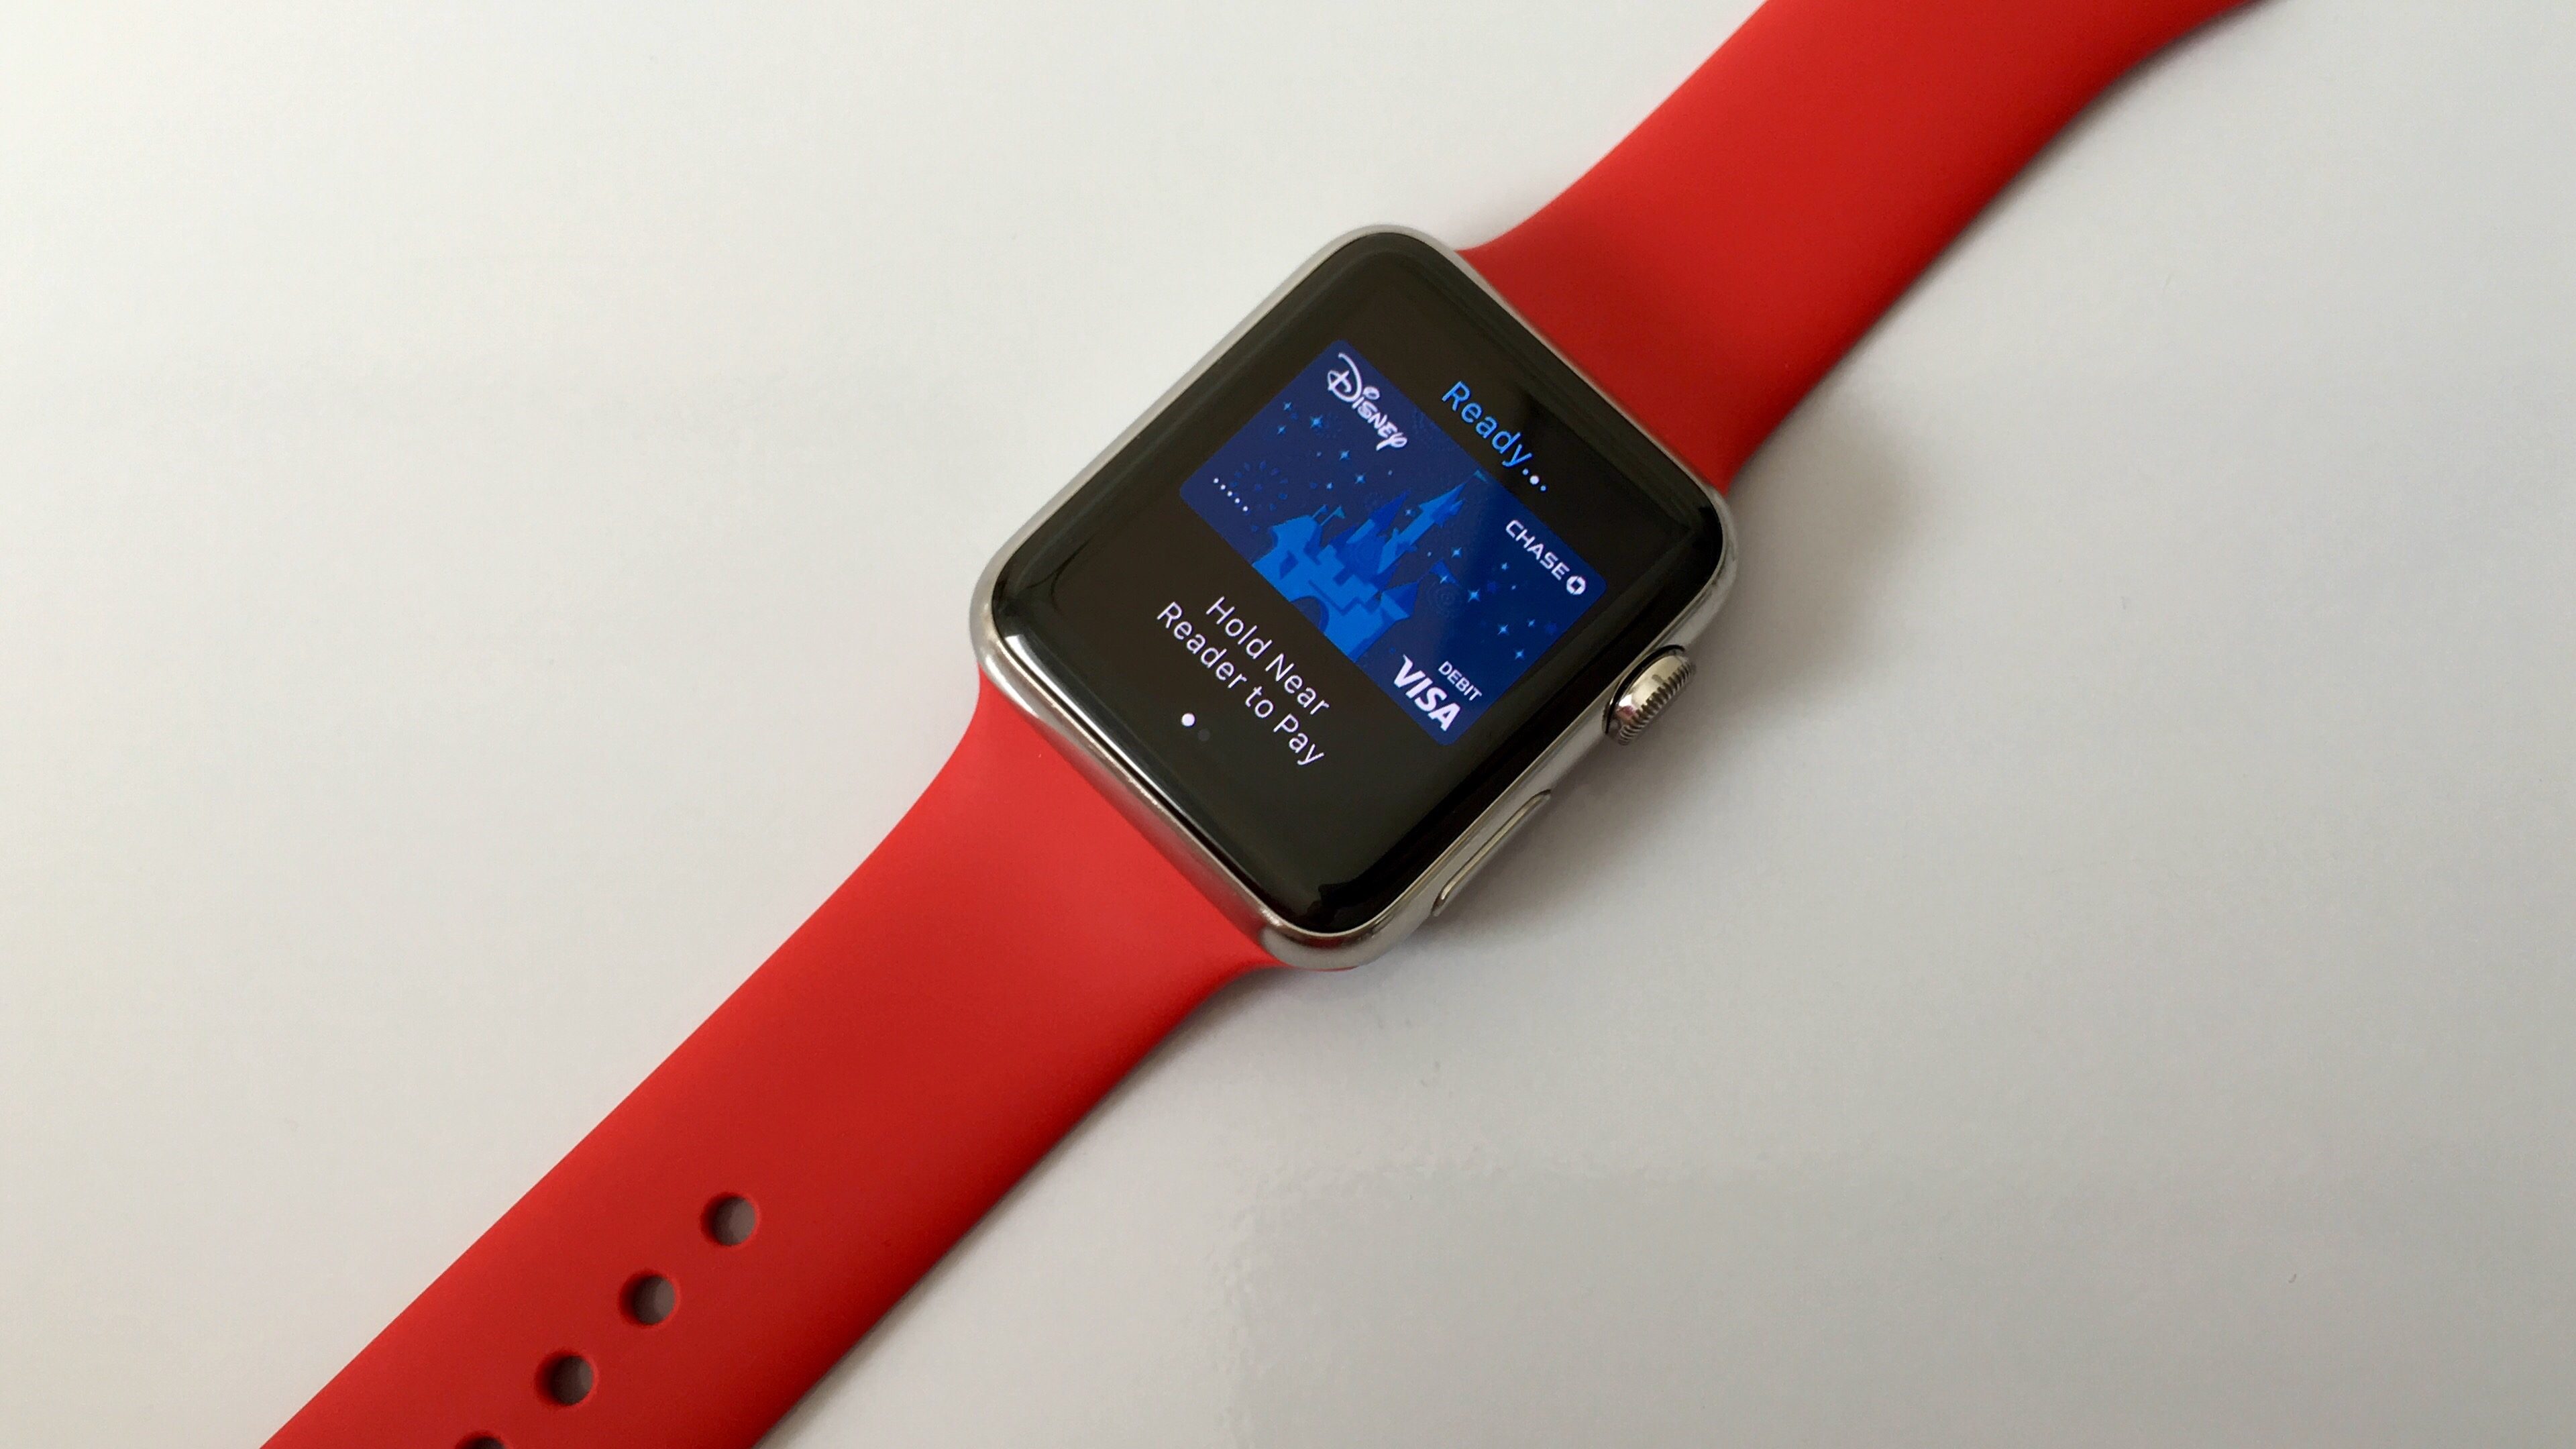 Ready...
Disney
CHASE
.....
DEBIT
VISA
Hold Near
Reader to Pay